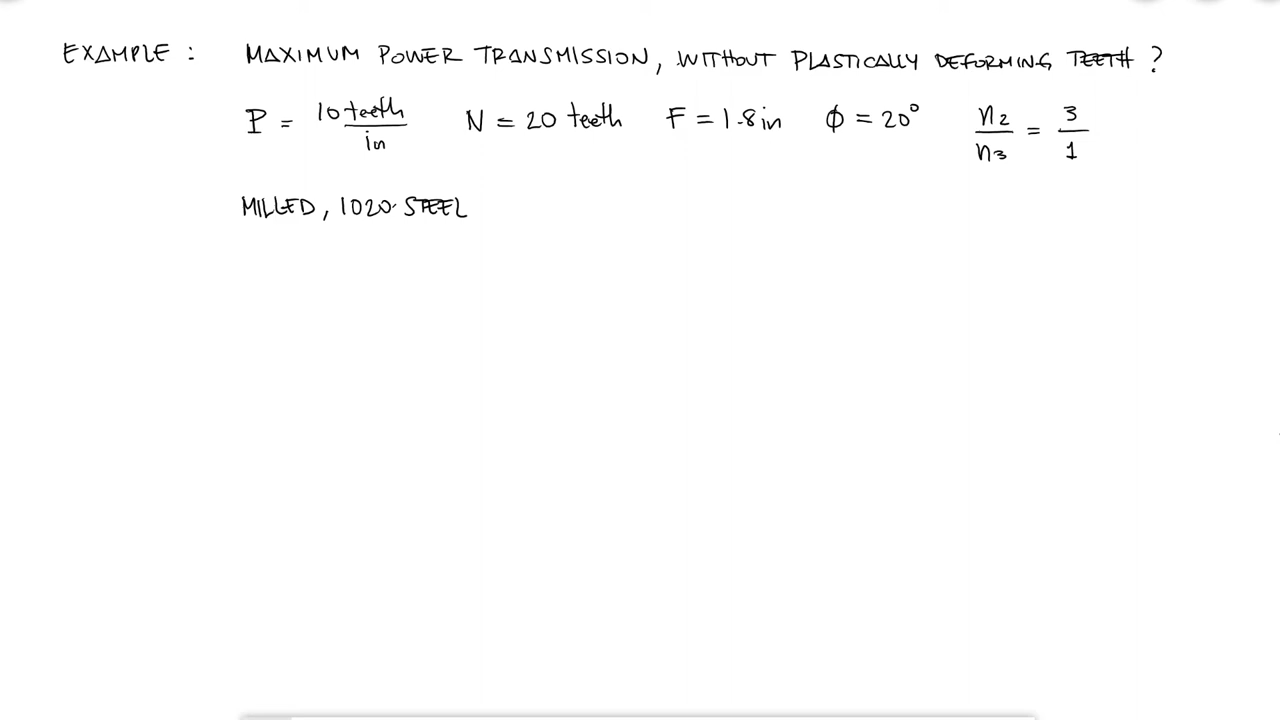 EXAMPLE : MAXIMUM POWER TRANSMISSION, WITHOUT PLASTICALLY DEFORMING TEETH ?
P = 10 teeth / in N = 20 teeth F = 1.8 in ϕ = 20° n2 / n3 = 3 / 1
MILLED, 1020 STEEL